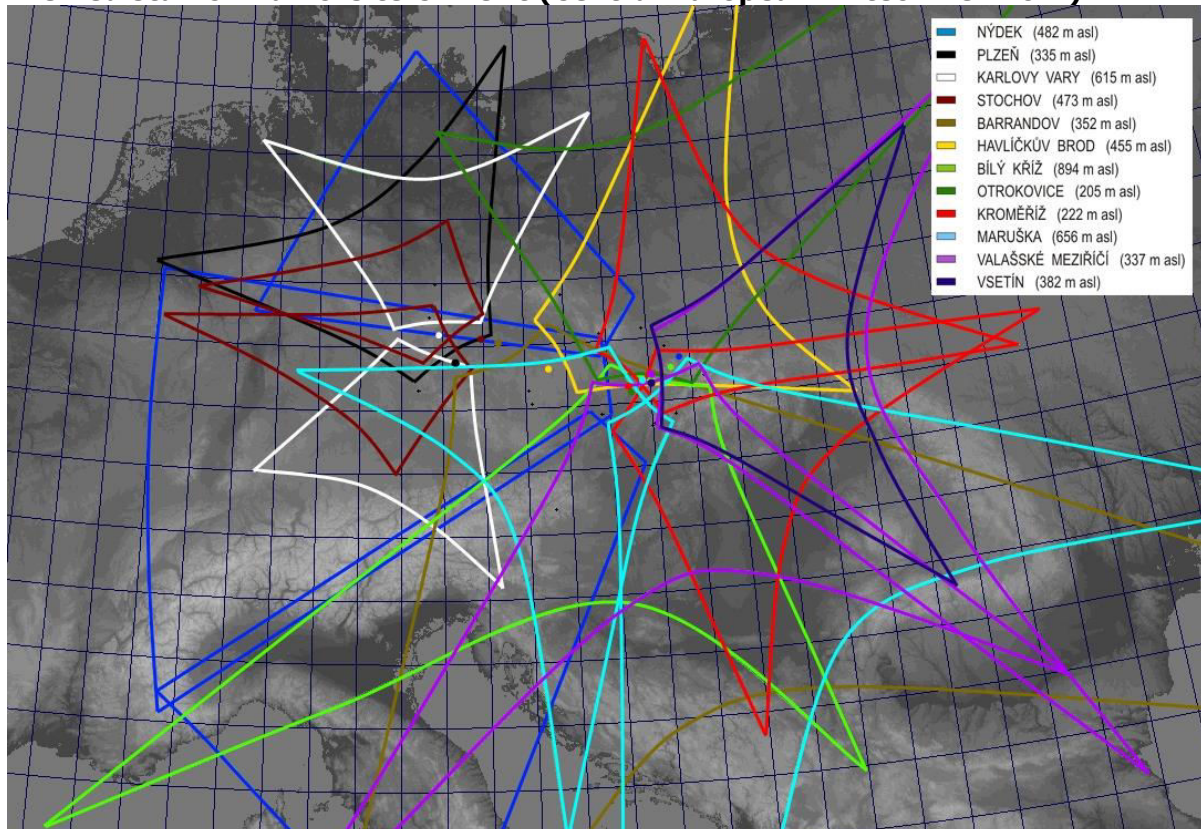 NÝDEK (482 m asl)
PLZEŇ (335 m asl)
KARLOVY VARY (615 m asl)
STOCHOV (473 m asl)
BARRANDOV (352 m asl)
HAVLÍČKŮV BROD (455 m asl)
BÍLÝ KŘÍŽ (894 m asl)
OTROKOVICE (205 m asl)
KROMĚŘÍŽ (222 m asl)
MARUŠKA (656 m asl)
VALAŠSKÉ MEZIŘÍČÍ (337 m asl)
VSETÍN (382 m asl)